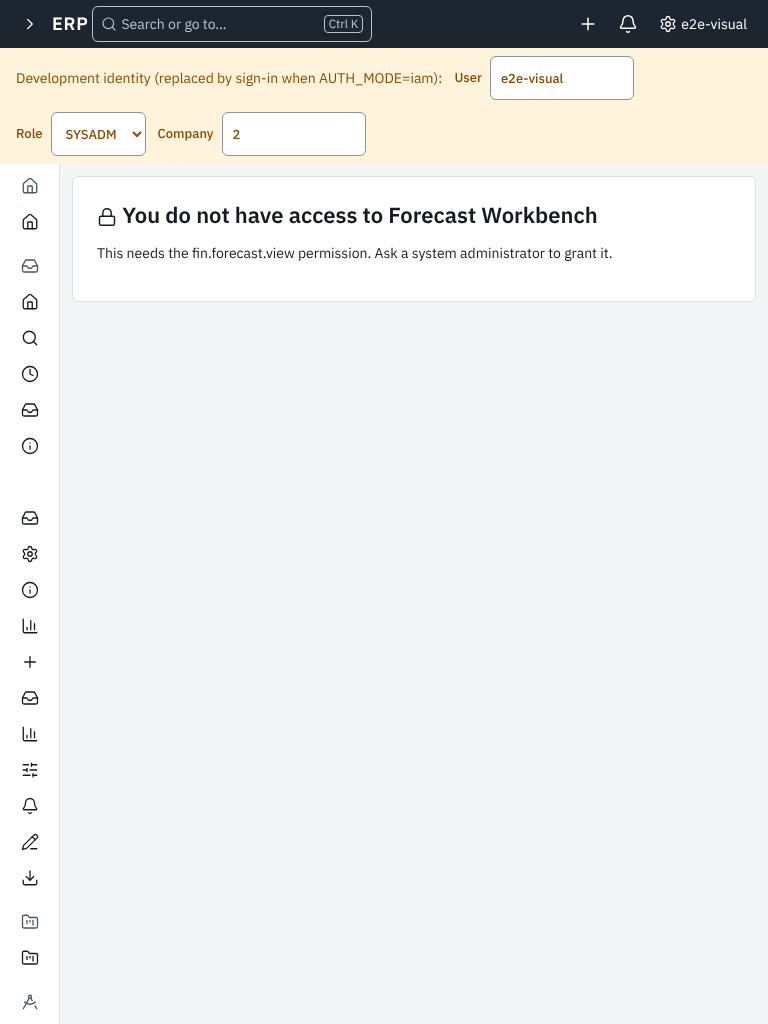 ERP
Search or go to...
Ctrl K
e2e-visual
Development identity (replaced by sign-in when AUTH_MODE=iam): User e2e-visual
Role SYSADM Company 2
You do not have access to Forecast Workbench
This needs the fin.forecast.view permission. Ask a system administrator to grant it.